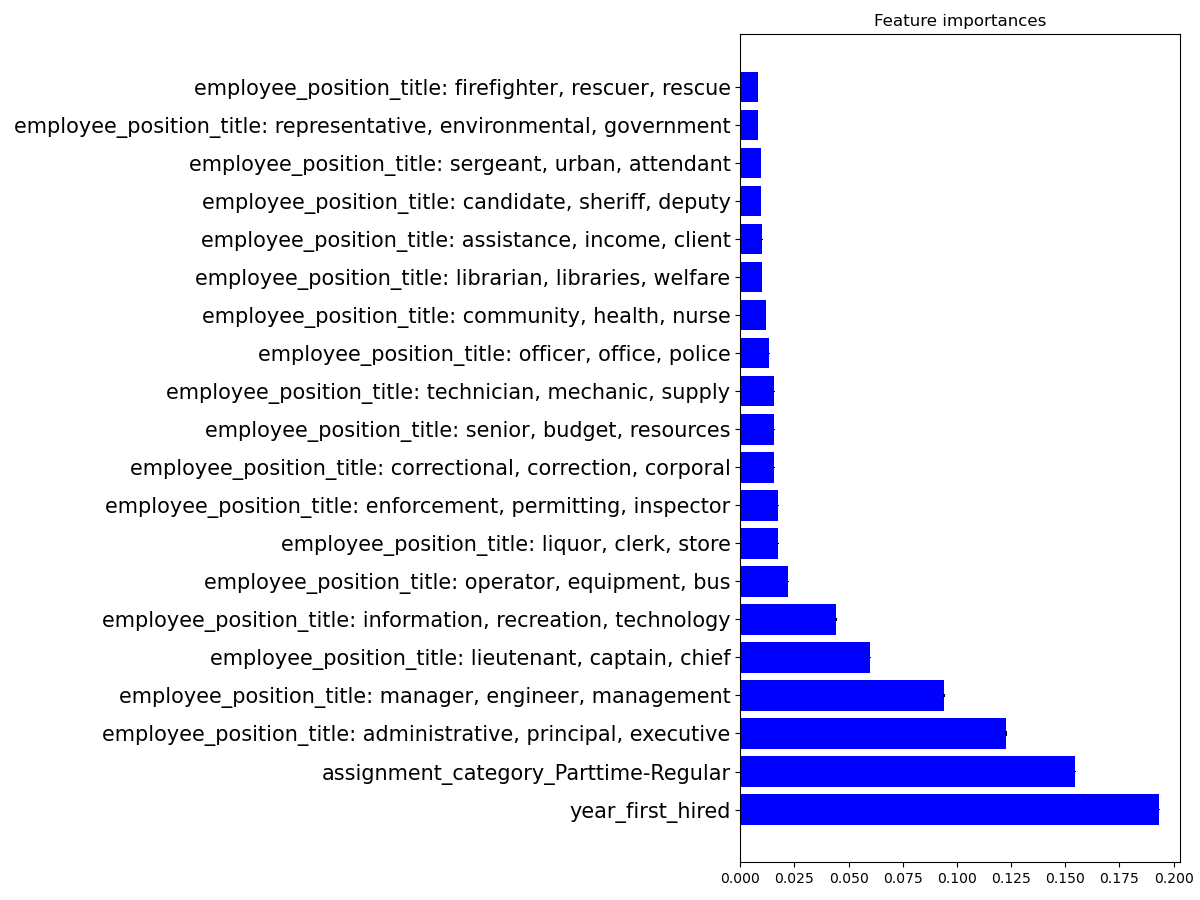 Feature importances
employee_position_title: firefighter, rescuer, rescue
employee_position_title: representative, environmental, government
employee_position_title: sergeant, urban, attendant
employee_position_title: candidate, sheriff, deputy
employee_position_title: assistance, income, client
employee_position_title: librarian, libraries, welfare
employee_position_title: community, health, nurse
employee_position_title: officer, office, police
employee_position_title: technician, mechanic, supply
employee_position_title: senior, budget, resources
employee_position_title: correctional, correction, corporal
employee_position_title: enforcement, permitting, inspector
employee_position_title: liquor, clerk, store
employee_position_title: operator, equipment, bus
employee_position_title: information, recreation, technology
employee_position_title: lieutenant, captain, chief
employee_position_title: manager, engineer, management
employee_position_title: administrative, principal, executive
assignment_category_Parttime-Regular
year_first_hired
0.000 0.025 0.050 0.075 0.100 0.125 0.150 0.175 0.200